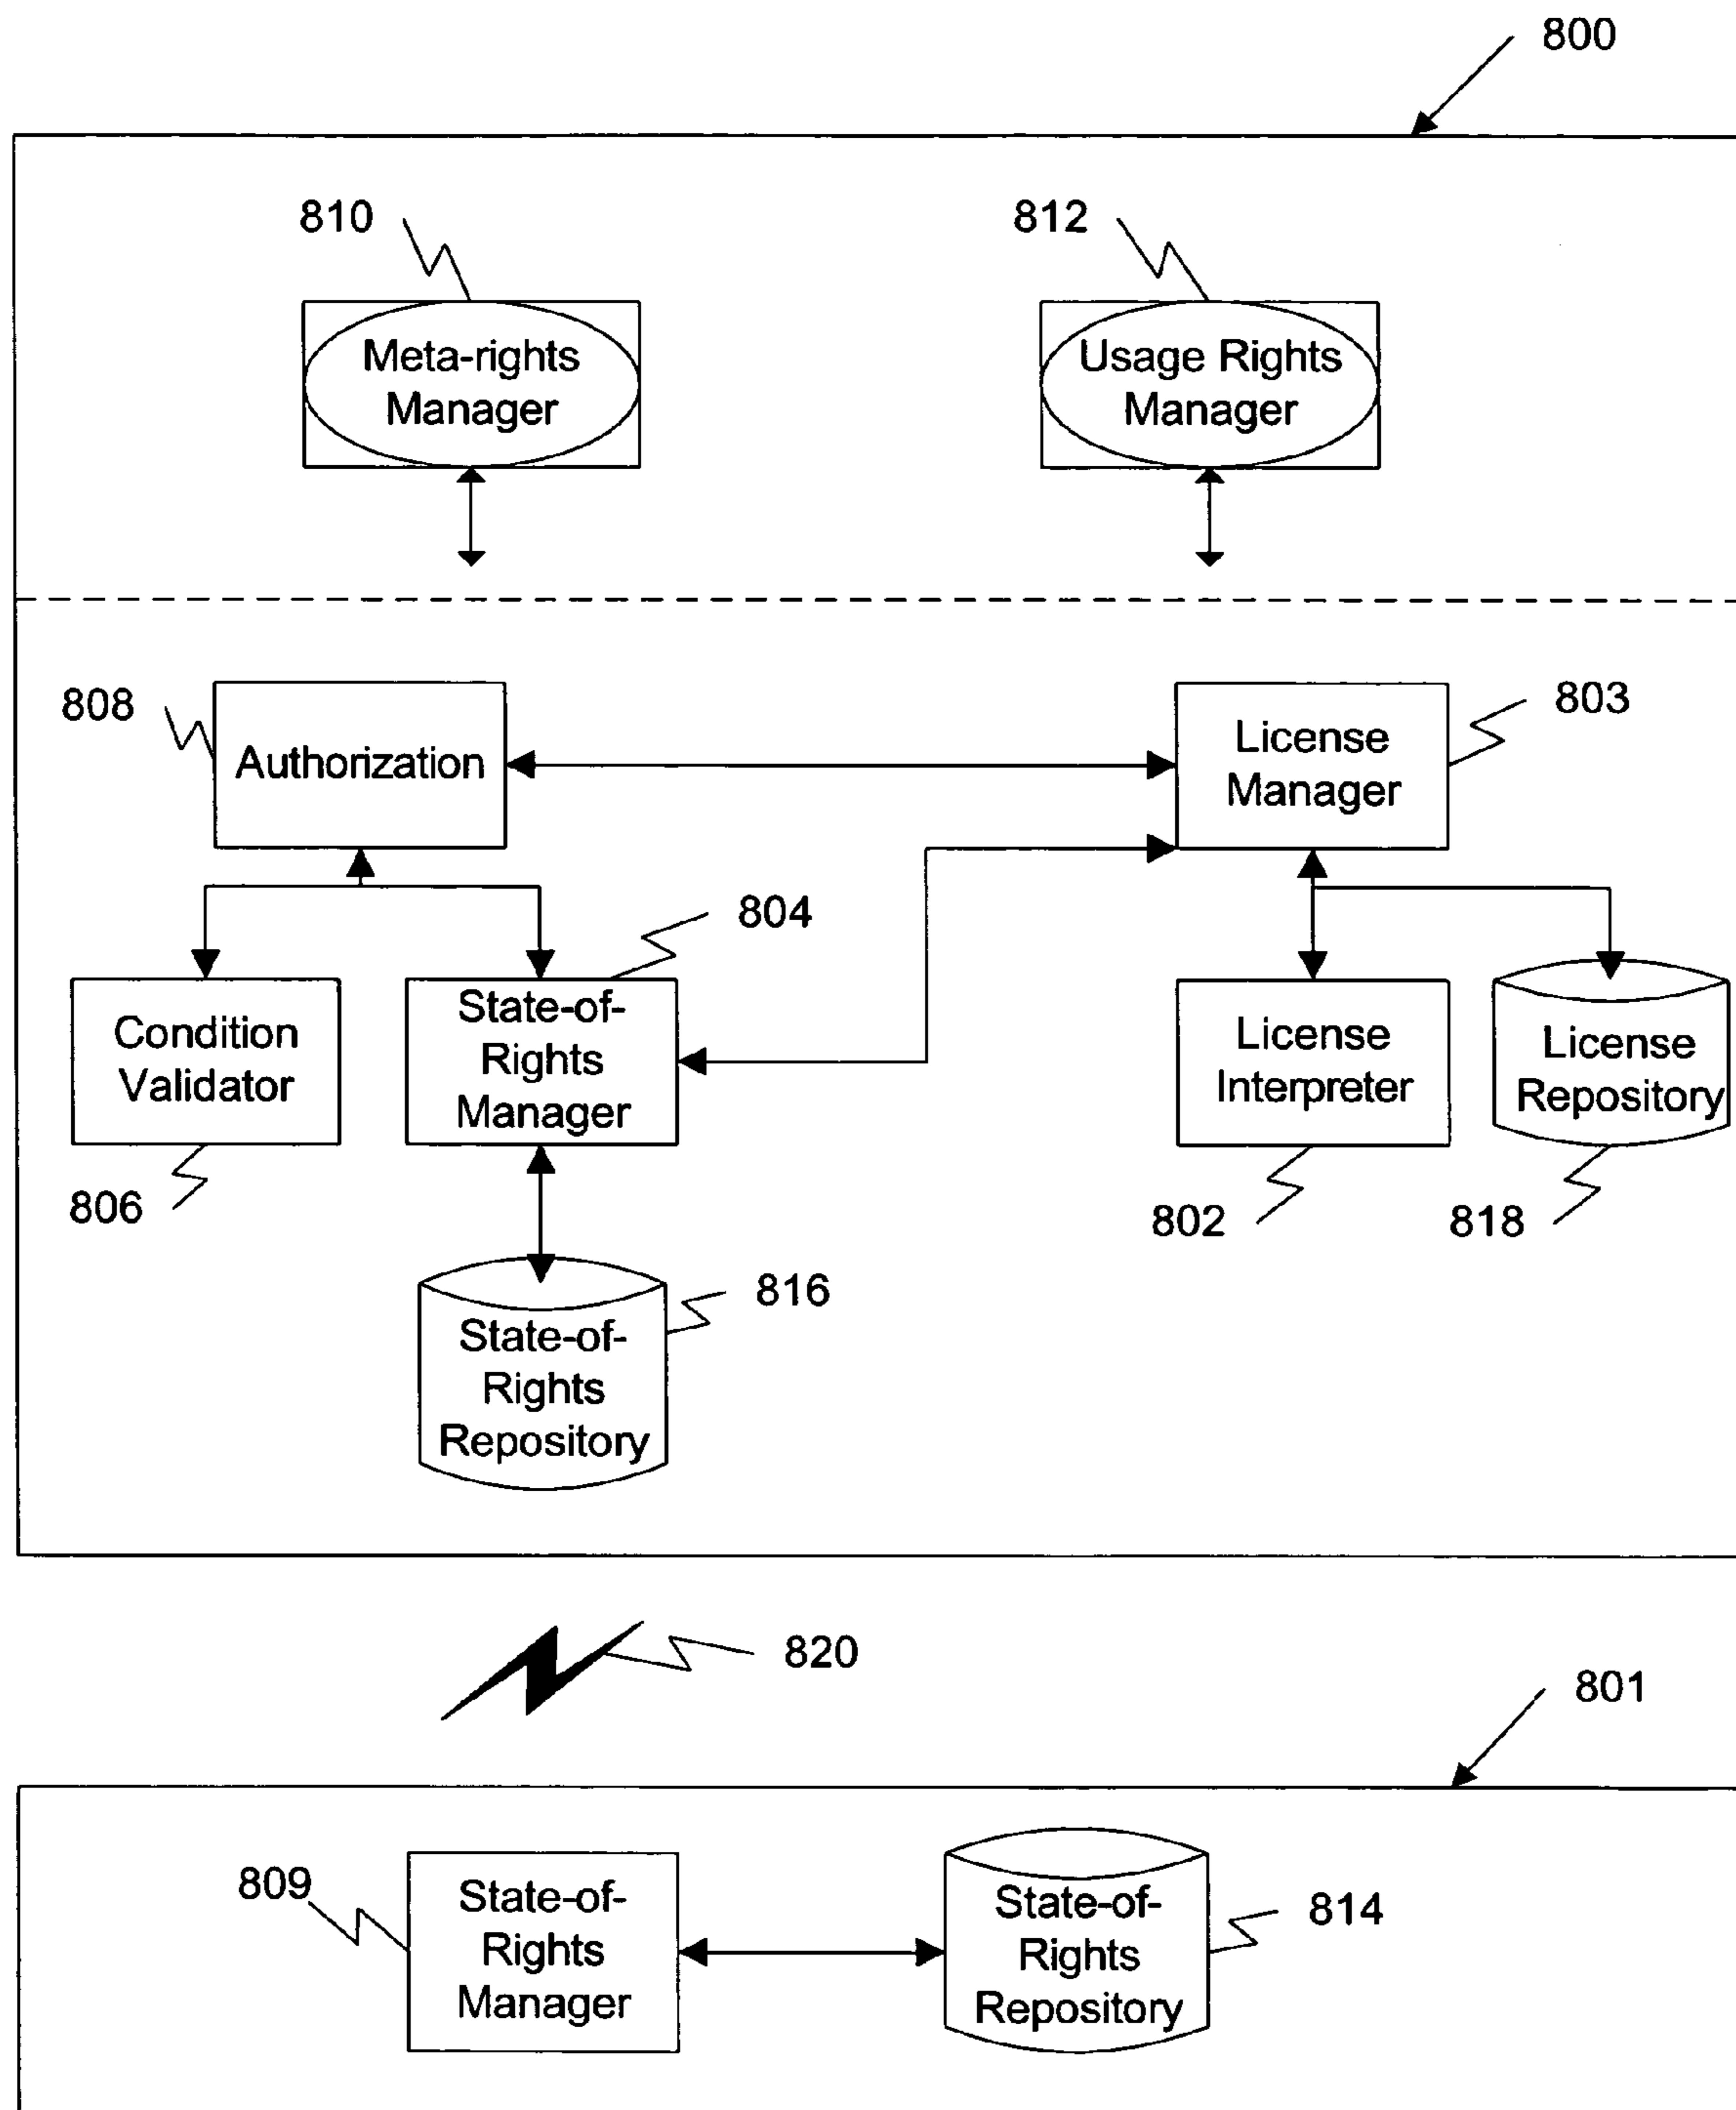 800
810
812
Meta-rights
Manager
Usage Rights
Manager
808
Authorization
803
License
Manager
804
Condition
Validator
State-of-
Rights
Manager
License
Interpreter
License
Repository
806
802
818
816
State-of-
Rights
Repository
820
801
809
State-of-
Rights
Manager
State-of-
Rights
Repository
814